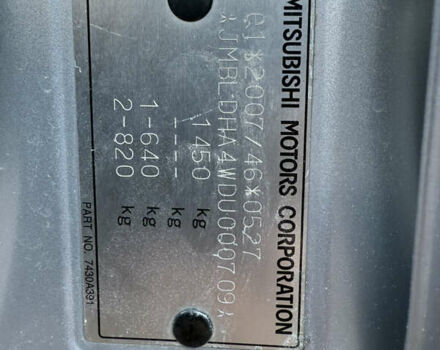 MITSUBISHI MOTORS CORPORATION
e1*2007/46*0527
*JMBLDHA4WDU000709*
1450 kg
---- kg
1-640 kg
2-820 kg
PART NO. 7430A391